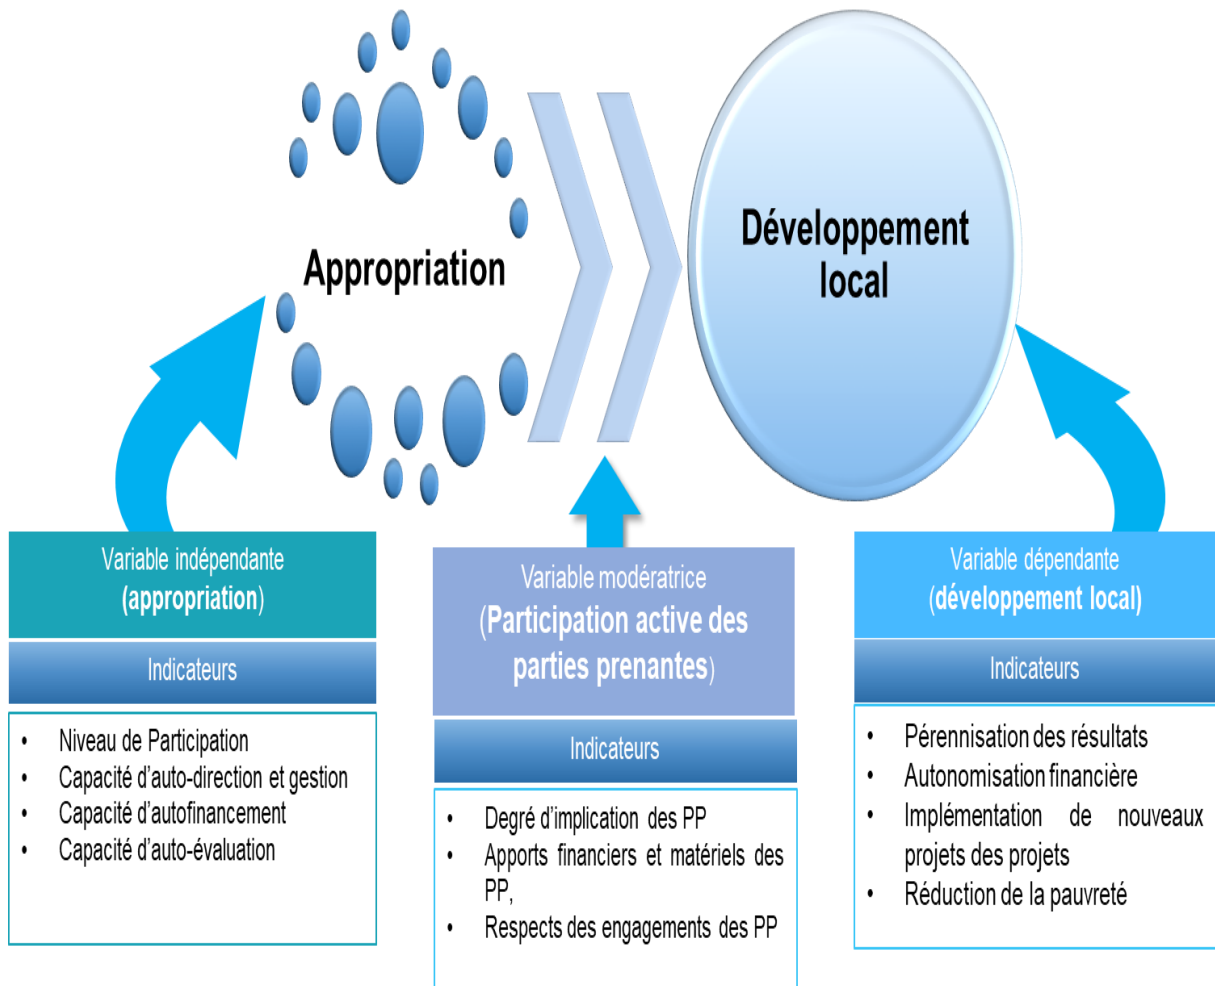 Appropriation
Développement
local
Variable indépendante
(appropriation)
Indicateurs
• Niveau de Participation
• Capacité d'auto-direction et gestion
• Capacité d'autofinancement
• Capacité d'auto-évaluation
Variable modératrice
(Participation active des
parties prenantes)
Indicateurs
• Degré d'implication des PP
• Apports financiers et matériels des
PP,
• Respects des engagements des PP
Variable dépendante
(développement local)
Indicateurs
• Pérennisation des résultats
• Autonomisation financière
• Implémentation de nouveaux
projets des projets
• Réduction de la pauvreté